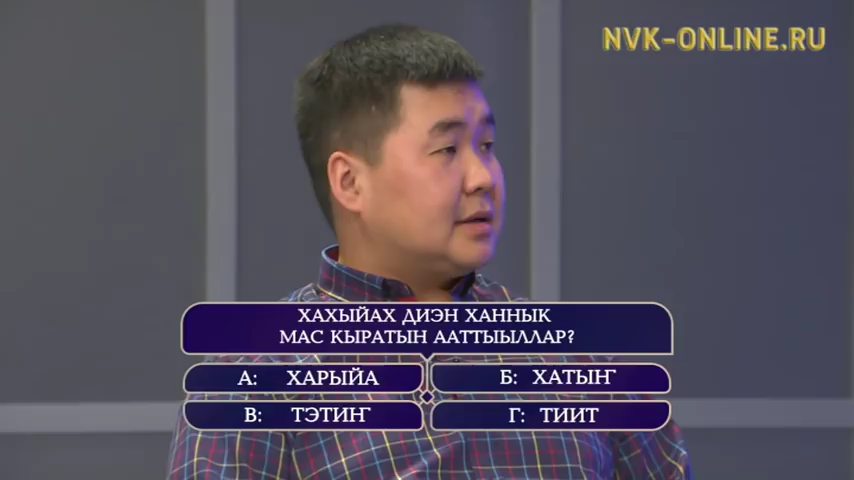 NVK-ONLINE.RU
ХАХЫЙАХ ДИЭН ХАННЫК
МАС КЫРАТЫН ААТТЫЫЛЛАР?
А: ХАРЫЙА
Б: ХАТЫҤ
В: ТЭТИҤ
Г: ТИИТ